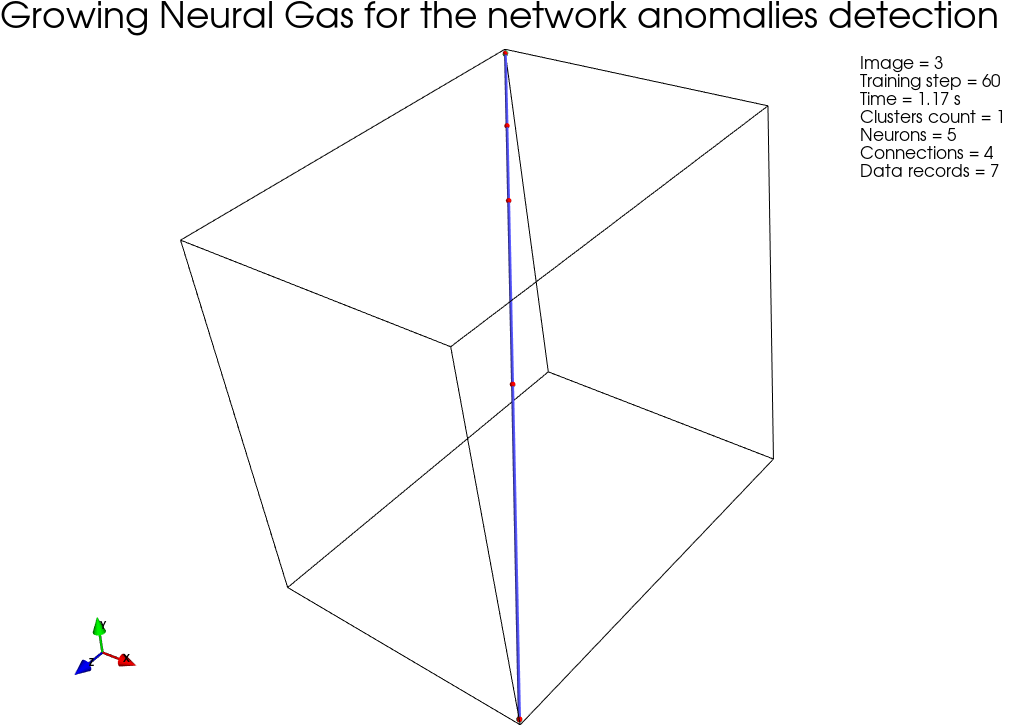 Growing Neural Gas for the network anomalies detection
Image = 3
Training step = 60
Time = 1.17 s
Clusters count = 1
Neurons = 5
Connections = 4
Data records = 7
Y
Z
X